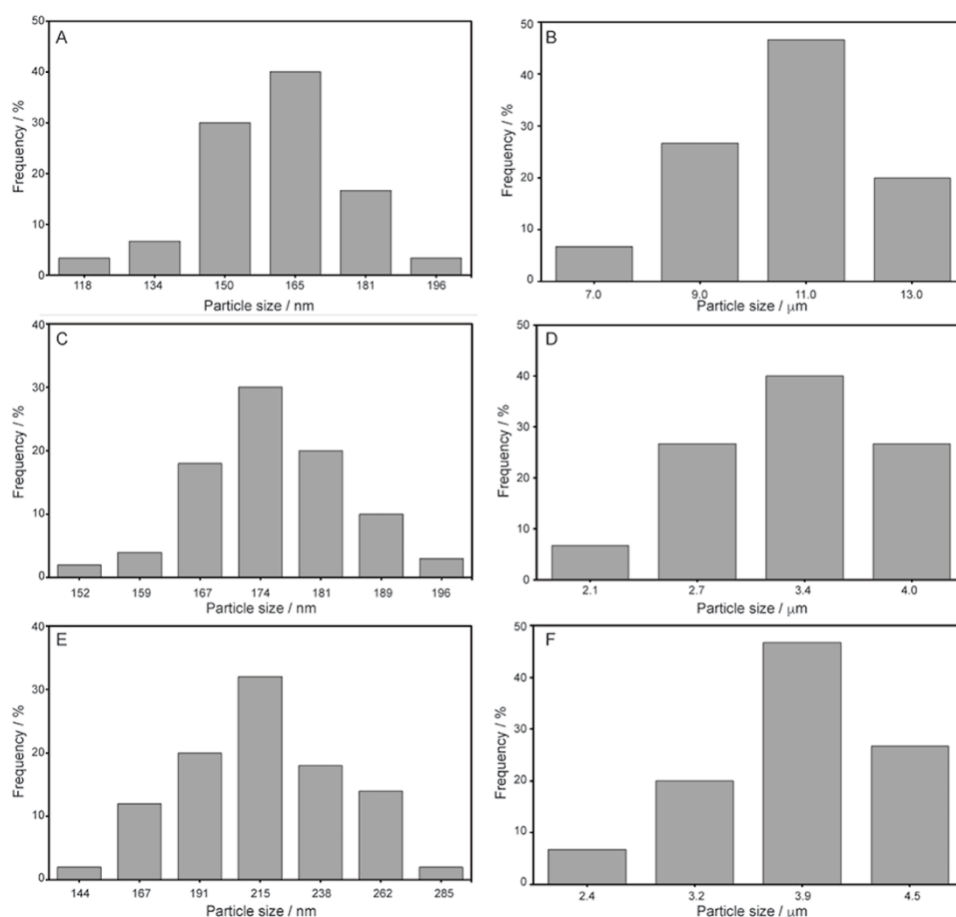 A
Frequency / %
50
40
30
20
10
0
118 134 150 165 181 196
Particle size / nm
B
Frequency / %
50
40
30
20
10
0
7.0 9.0 11.0 13.0
Particle size / μm
C
Frequency / %
40
30
20
10
0
152 159 167 174 181 189 196
Particle size / nm
D
Frequency / %
50
40
30
20
10
0
2.1 2.7 3.4 4.0
Particle size / μm
E
Frequency / %
40
30
20
10
0
144 167 191 215 238 262 285
Particle size / nm
F
Frequency / %
50
40
30
20
10
0
2.4 3.2 3.9 4.5
Particle size / μm